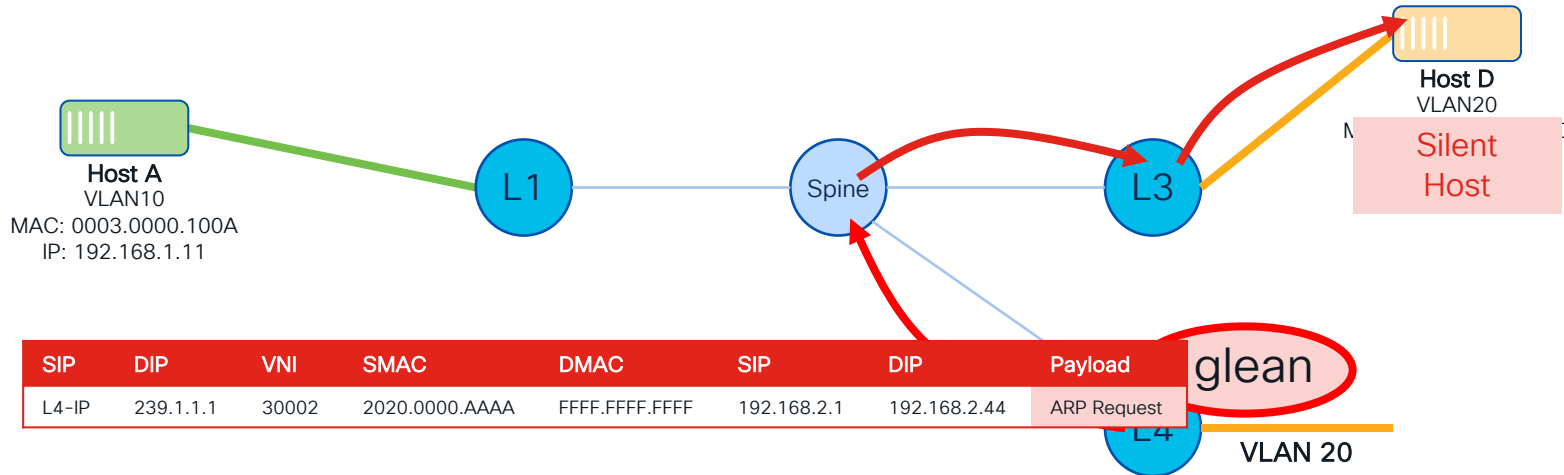 Host A
VLAN10
MAC: 0003.0000.100A
IP: 192.168.1.11
L1
Spine
L3
Host D
VLAN20
M
Silent
Host
SIP DIP VNI SMAC DMAC SIP DIP Payload
L4-IP 239.1.1.1 30002 2020.0000.AAAA FFFF.FFFF.FFFF 192.168.2.1 192.168.2.44 ARP Request
glean
L4
VLAN 20